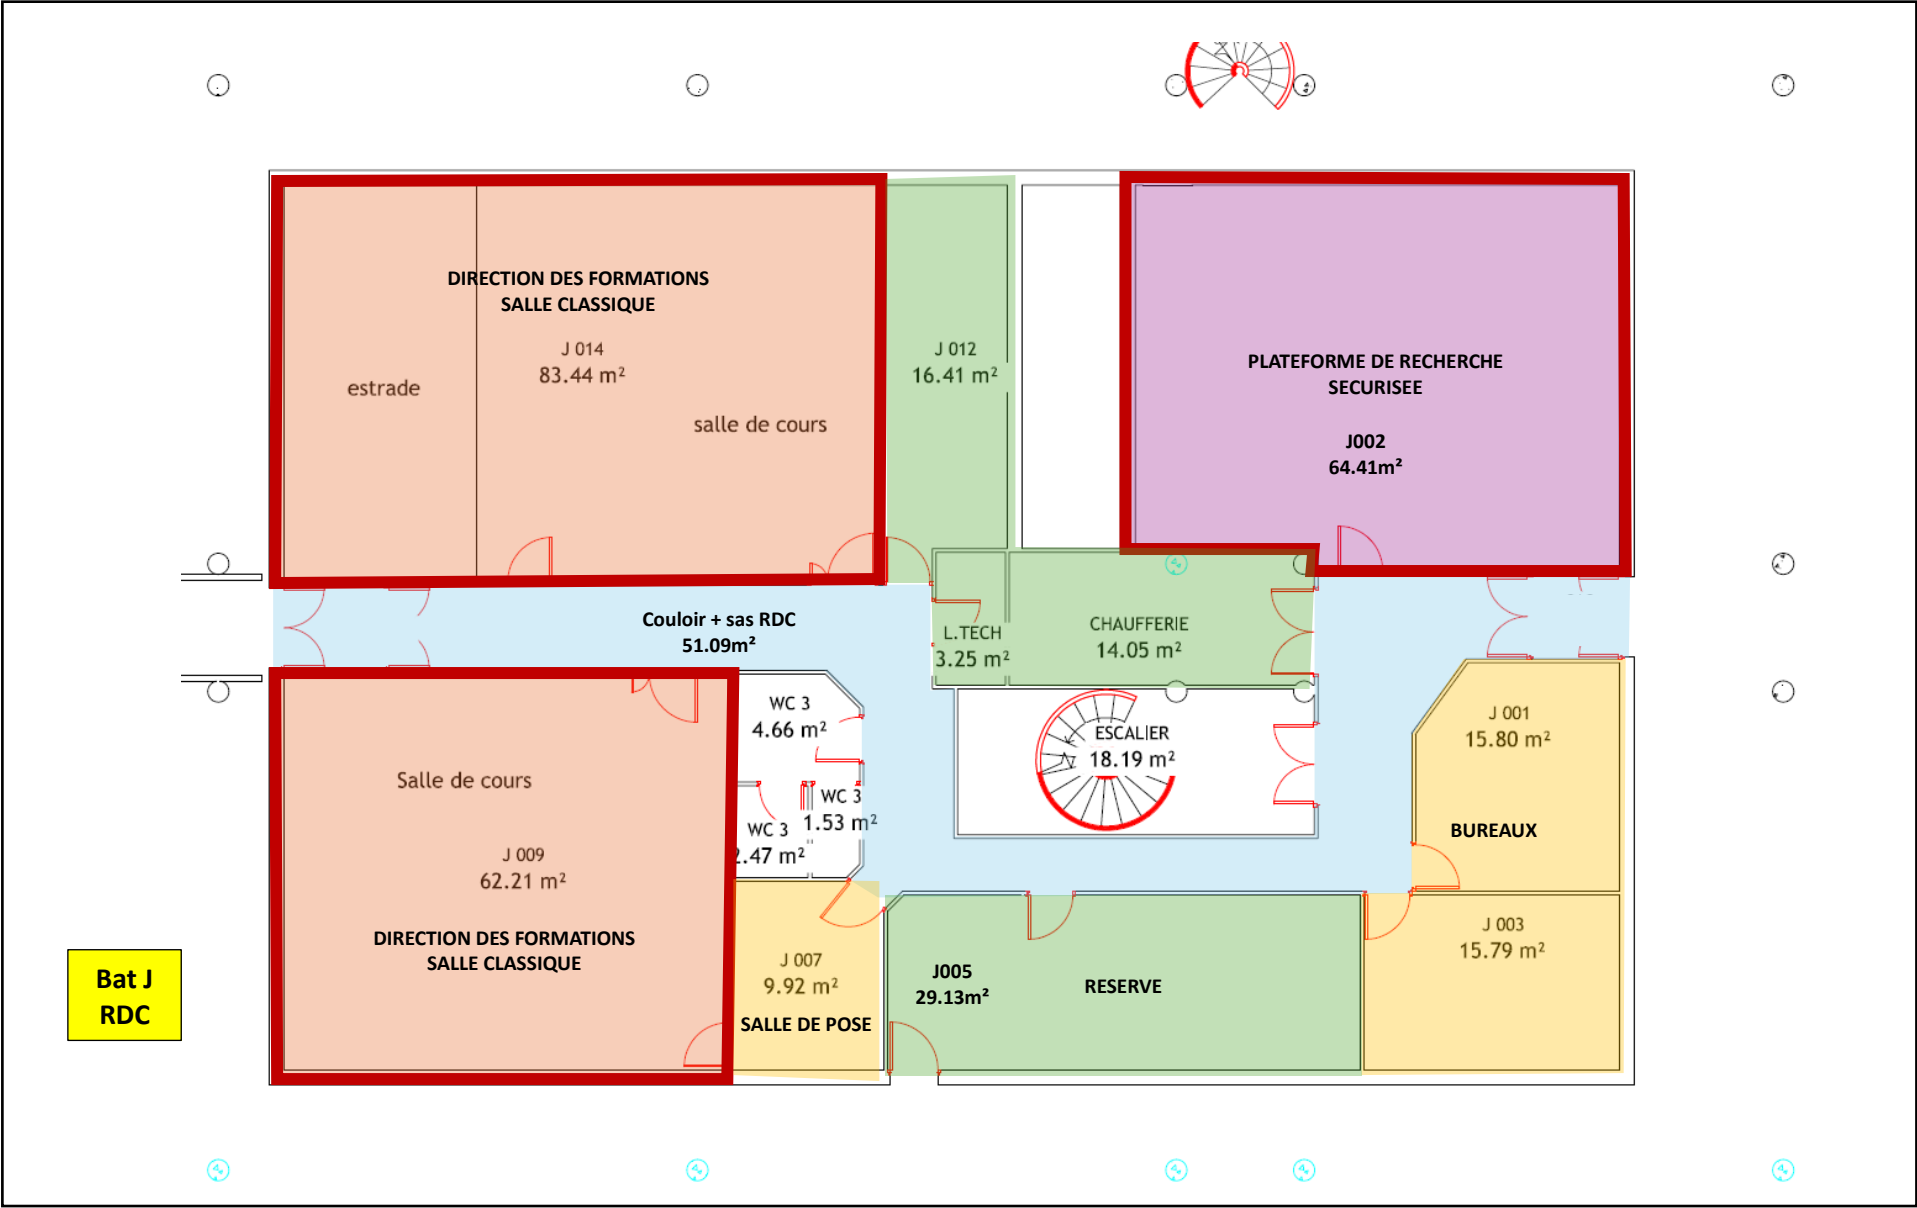 DIRECTION DES FORMATIONS
SALLE CLASSIQUE
J 014
83.44 m²
estrade
salle de cours
J 012
16.41 m²
PLATEFORME DE RECHERCHE
SECURISEE
J002
64.41m²
Couloir + sas RDC
51.09m²
L.TECH
3.25 m²
CHAUFFERIE
14.05 m²
WC 3
4.66 m²
WC 3
1.53 m²
WC 3
2.47 m²
ESCALIER
18.19 m²
J 001
15.80 m²
BUREAUX
J 003
15.79 m²
Salle de cours
J 009
62.21 m²
DIRECTION DES FORMATIONS
SALLE CLASSIQUE
J 007
9.92 m²
SALLE DE POSE
J005
29.13m²
RESERVE
Bat J
RDC